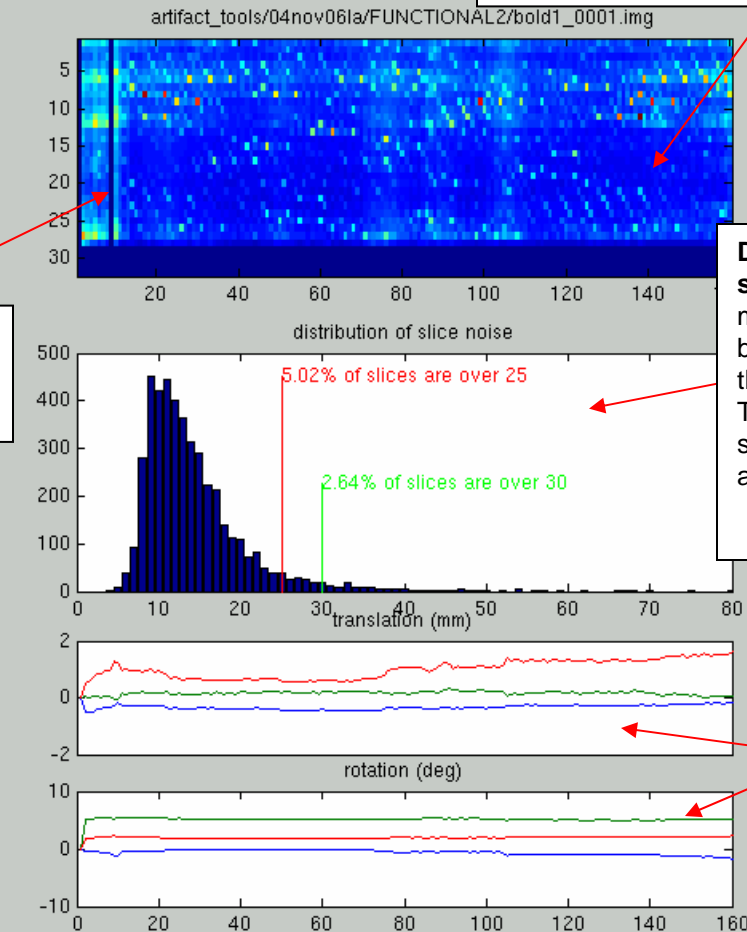 artifact_tools/04nov06la/FUNCTIONAL2/bold1_0001.img
5
10
15
20
25
30
20 40 60 80 100 120 140
D
s
n
b
th
T
s
a
distribution of slice noise
500
400
300
200
100
0
5.02% of slices are over 25
2.64% of slices are over 30
0 10 20 30 40 50 60 70 80
translation (mm)
2
0
-2
rotation (deg)
10
0
-10
0 20 40 60 80 100 120 140 160